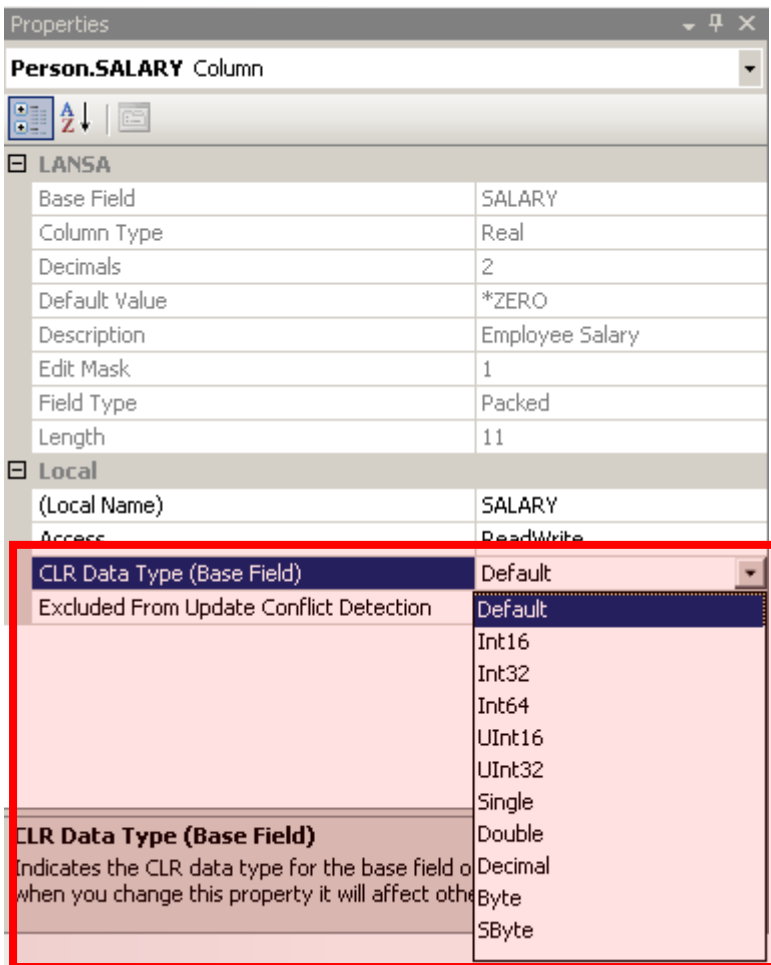 Properties
Person.SALARY Column
LANSA
Base Field SALARY
Column Type Real
Decimals 2
Default Value *ZERO
Description Employee Salary
Edit Mask 1
Field Type Packed
Length 11
Local
(Local Name) SALARY
Access ReadWrite
CLR Data Type (Base Field) Default
Excluded From Update Conflict Detection
Default
Int16
Int32
Int64
UInt16
UInt32
Single
Double
Decimal
Byte
SByte
CLR Data Type (Base Field)
Indicates the CLR data type for the base field o
when you change this property it will affect othe